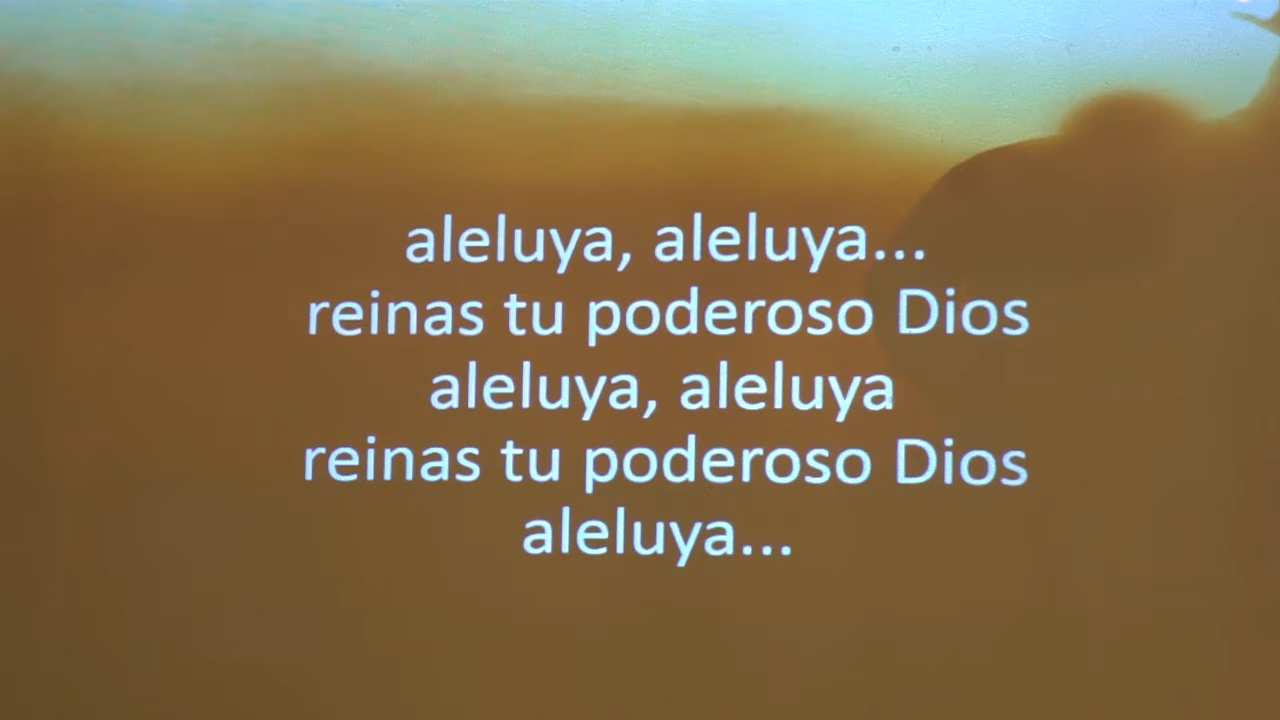 aleluya, aleluya...
reinas tu poderoso Dios
aleluya, aleluya
reinas tu poderoso Dios
aleluya...